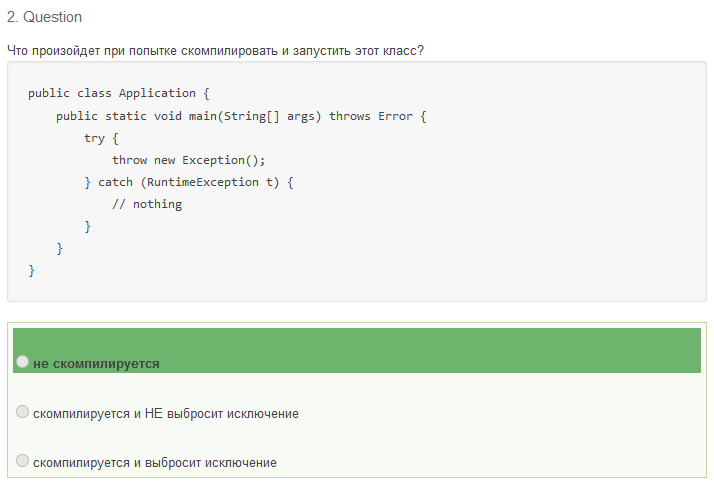 2. Question
Что произойдет при попытке скомпилировать и запустить этот класс?
public class Application {
    public static void main(String[] args) throws Error {
        try {
            throw new Exception();
        } catch (RuntimeException t) {
            // nothing
        }
    }
}
не скомпилируется
скомпилируется и НЕ выбросит исключение
скомпилируется и выбросит исключение